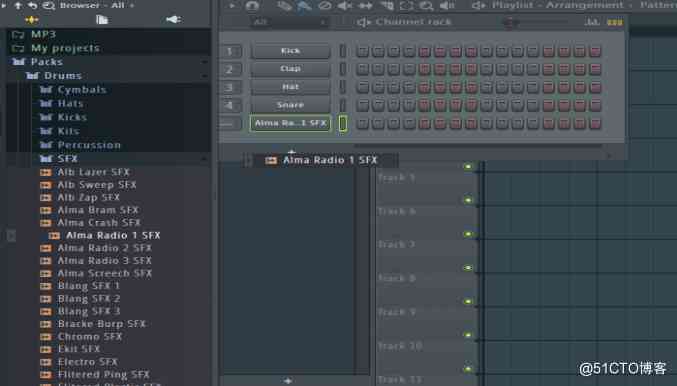 Browser - All
Playlist - Arrangement - Pattern
All
Channel rack
MP3
My projects
Packs
Drums
Cymbals
Hats
Kicks
Kits
Percussion
SFX
Alb Lazer SFX
Alb Sweep SFX
Alb Zap SFX
Alma Bram SFX
Alma Crash SFX
Alma Radio 1 SFX
Alma Radio 2 SFX
Alma Radio 3 SFX
Alma Screech SFX
Blang SFX 1
Blang SFX 2
Blang SFX 3
Bracke Burp SFX
Chromo SFX
Ekit SFX
Electro SFX
Flitered Ping SFX
Flitered Plastic SFX
1 Kick
2 Clap
3 Hat
4 Snare
Alma Ra..1 SFX
Alma Radio 1 SFX
Track 5
Track 6
Track 7
Track 8
Track 9
Track 10
Track 11
@51CTO博客